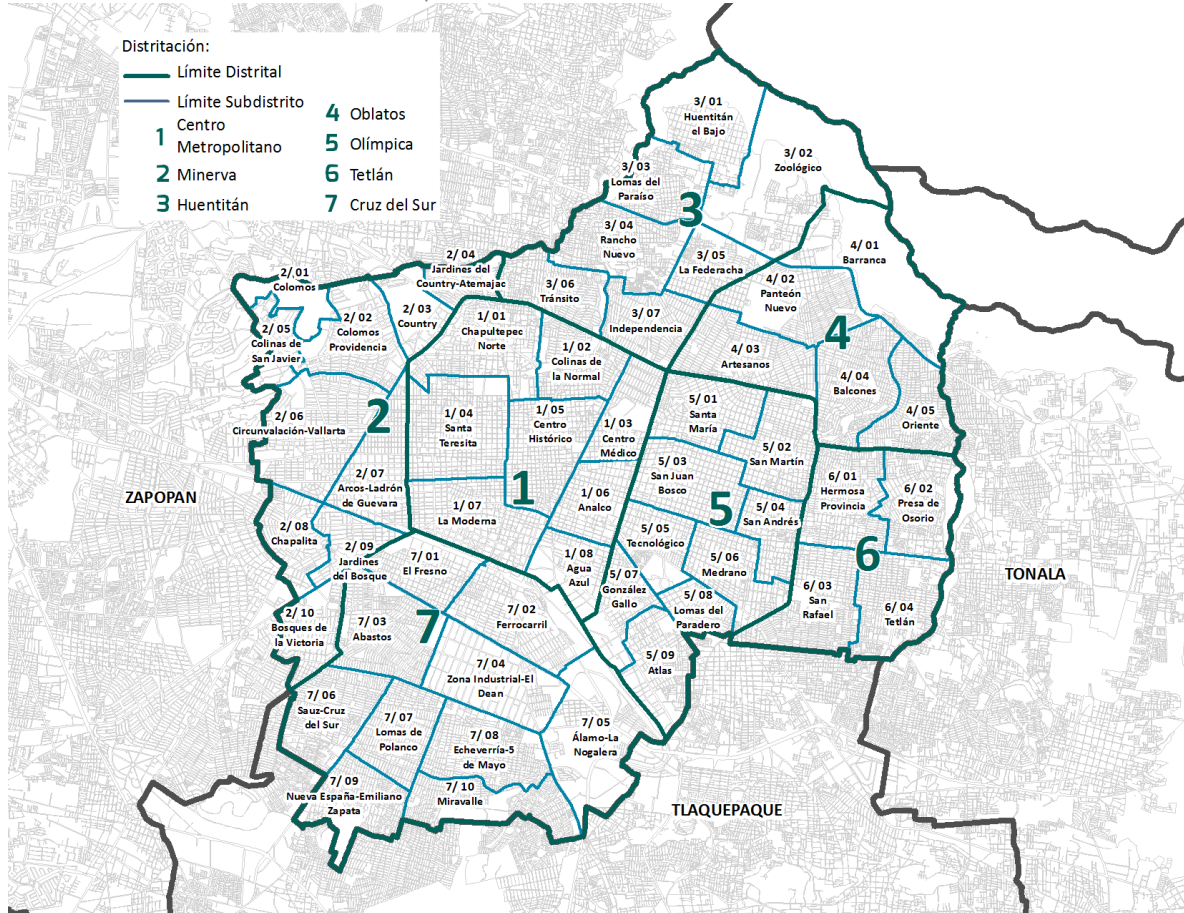 Distritación:
Límite Distrital
Límite Subdistrito
1 Centro
Metropolitano
2 Minerva
3 Huentitán
4 Oblatos
5 Olímpica
6 Tetlán
7 Cruz del Sur
3/ 01
Huentitán
el Bajo
3/ 02
Zoológico
3/ 03
Lomas del
Paraíso
3
3/ 04
Rancho
Nuevo
3/ 05
La Federacha
3/ 06
Tránsito
3/ 07
Independencia
4/ 01
Barranca
4/ 02
Panteón
Nuevo
4
4/ 03
Artesanos
4/ 04
Balcones
4/ 05
Oriente
2/ 01
Colomos
2/ 04
Jardines del
Country-Atemajac
2/ 02
Colomos
Providencia
2/ 03
Country
2/ 05
Colinas de
San Javier
2/ 06
Circunvalación-Vallarta
2
2/ 07
Arcos-Ladrón
de Guevara
2/ 08
Chapalita
2/ 09
Jardines
del Bosque
2/ 10
Bosques de
la Victoria
1/ 01
Chapultepec
Norte
1/ 02
Colinas de
la Normal
1/ 04
Santa
Teresita
1/ 05
Centro
Histórico
1/ 03
Centro
Médico
1
1/ 06
Analco
1/ 07
La Moderna
1/ 08
Agua
Azul
5/ 01
Santa
María
5/ 02
San Martín
5/ 03
San Juan
Bosco
5
5/ 04
San Andrés
5/ 05
Tecnológico
5/ 06
Medrano
5/ 07
González
Gallo
5/ 08
Lomas del
Paradero
5/ 09
Atlas
6/ 01
Hermosa
Provincia
6/ 02
Presa de
Osorio
6
6/ 03
San
Rafael
6/ 04
Tetlán
7/ 01
El Fresno
7/ 02
Ferrocarril
7/ 03
Abastos
7
7/ 04
Zona Industrial-El
Dean
7/ 05
Álamo-La
Nogalera
7/ 06
Sauz-Cruz
del Sur
7/ 07
Lomas de
Polanco
7/ 08
Echeverría-5
de Mayo
7/ 09
Nueva España-Emiliano
Zapata
7/ 10
Miravalle
ZAPOPAN
TONALA
TLAQUEPAQUE